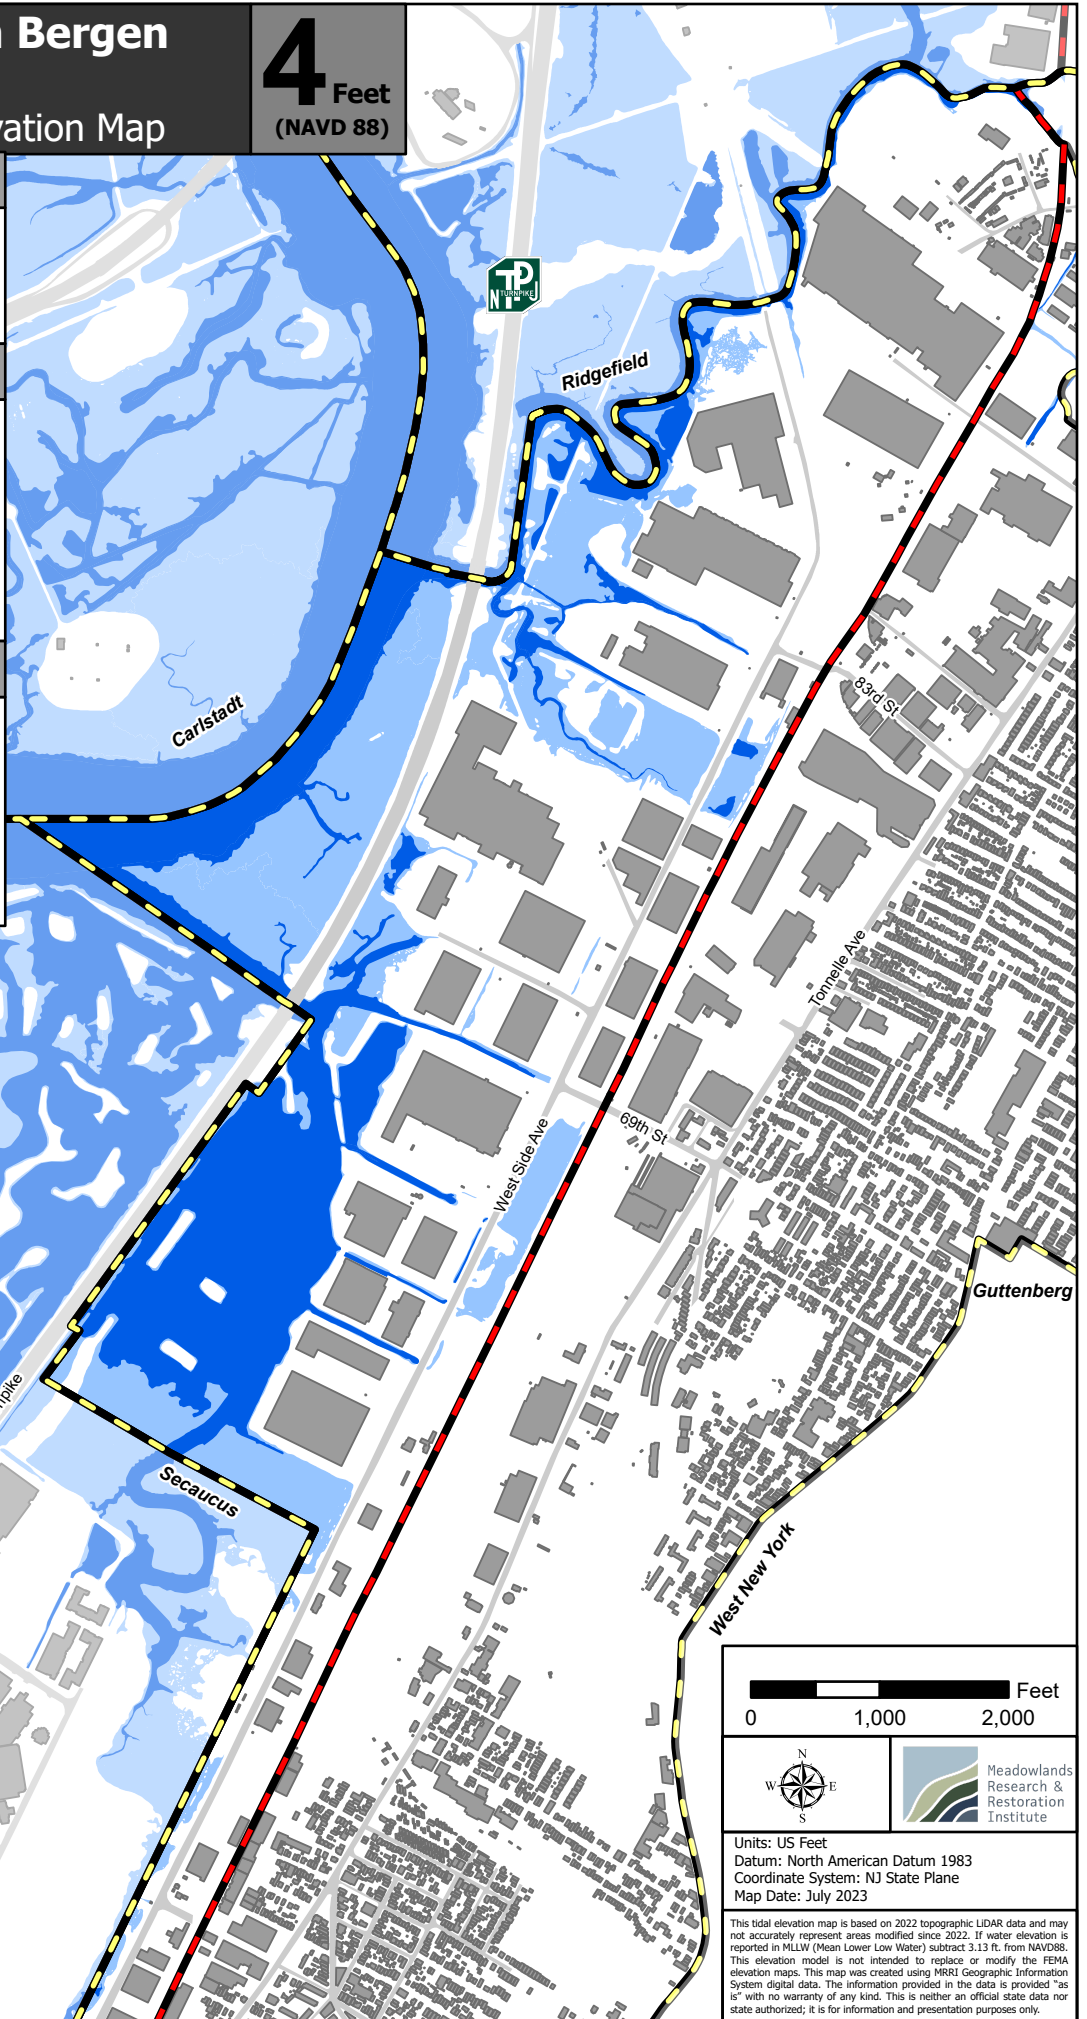 Bergen
vation Map
4
Feet
(NAVD 88)
N TP J
TURNPIKE
Ridgefield
Carlstadt
83rd St
Tonnelle Ave
69th St
West Side Ave
Guttenberg
npike
Secaucus
West New York
Feet
0 1,000 2,000
N
W E
S
Meadowlands
Research &
Restoration
Institute
Units: US Feet
Datum: North American Datum 1983
Coordinate System: NJ State Plane
Map Date: July 2023
This tidal elevation map is based on 2022 topographic LiDAR data and may
not accurately represent areas modified since 2022. If water elevation is
reported in MLLW (Mean Lower Low Water) subtract 3.13 ft. from NAVD88.
This elevation model is not intended to replace or modify the FEMA
elevation maps. This map was created using MRRI Geographic Information
System digital data. The information provided in the data is provided "as
is" with no warranty of any kind. This is neither an official state data nor
state authorized; it is for information and presentation purposes only.